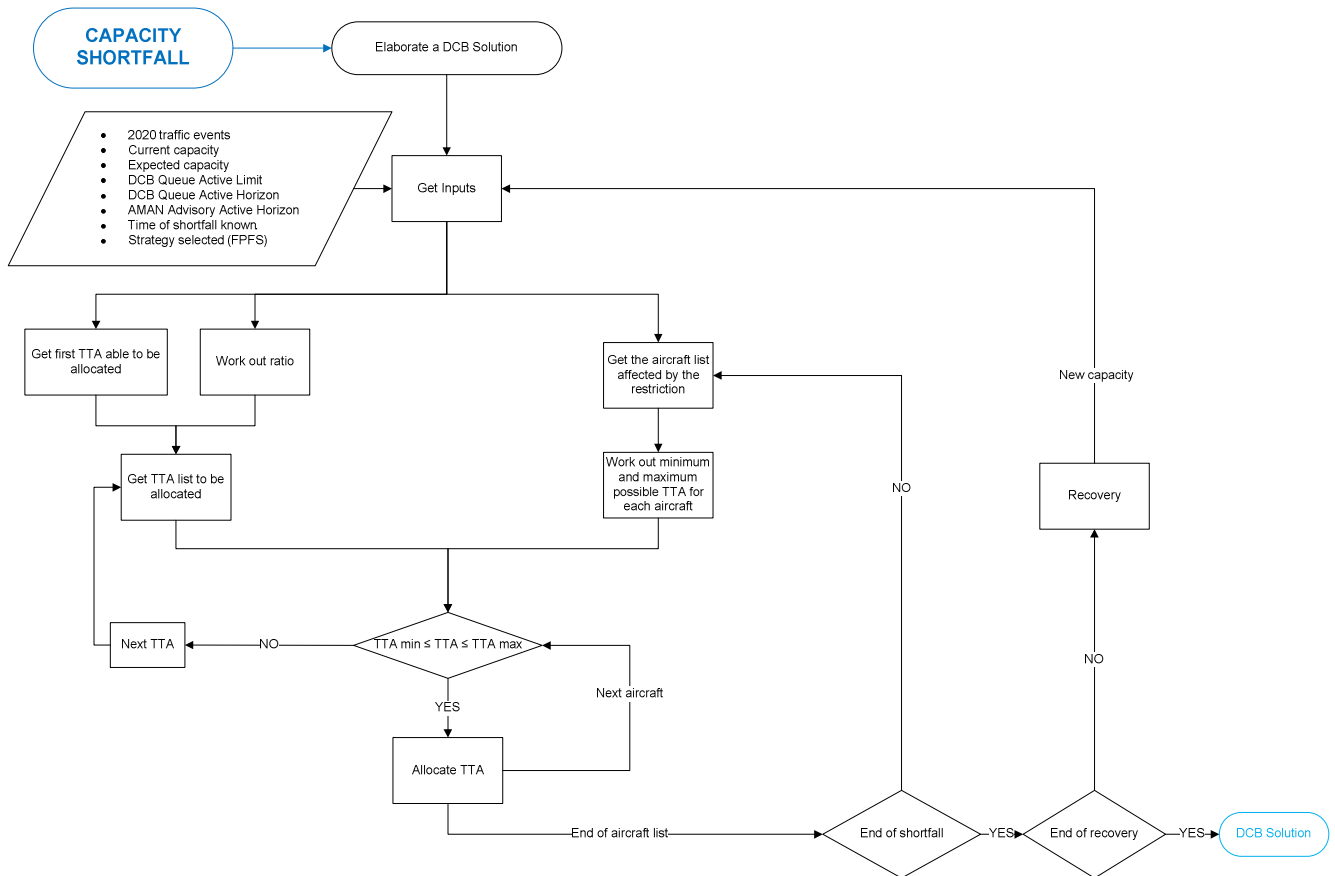 CAPACITY
SHORTFALL
Elaborate a DCB Solution
• 2020 traffic events
• Current capacity
• Expected capacity
• DCB Queue Active Limit
• DCB Queue Active Horizon
• AMAN Advisory Active Horizon
• Time of shortfall known.
• Strategy selected (FPFS)
Get Inputs
Get first TTA able to be
allocated
Work out ratio
Get the aircraft list
affected by the
restriction
New capacity
Get TTA list to be
allocated
Work out minimum
and maximum
possible TTA for
each aircraft
NO
Recovery
Next TTA
NO
TTA min ≤ TTA ≤ TTA max
NO
Next aircraft
YES
Allocate TTA
End of aircraft list
End of shortfall
YES
End of recovery
YES
DCB Solution